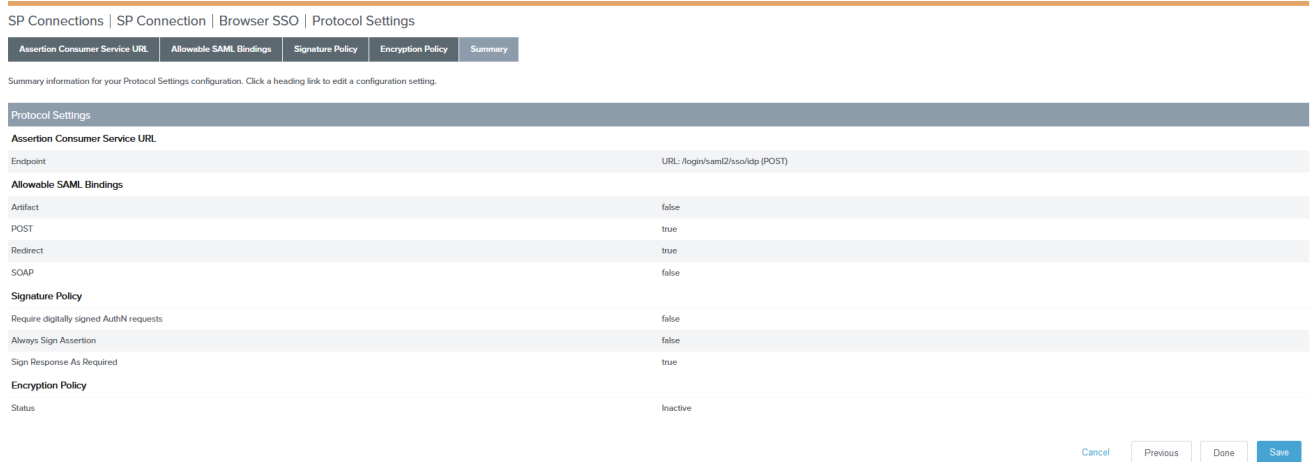 SP Connections | SP Connection | Browser SSO | Protocol Settings
Assertion Consumer Service URL Allowable SAML Bindings Signature Policy Encryption Policy Summary
Summary information for your Protocol Settings configuration. Click a heading link to edit a configuration setting.
Protocol Settings
Assertion Consumer Service URL
Endpoint URL: /login/saml2/sso/idp (POST)
Allowable SAML Bindings
Artifact false
POST true
Redirect true
SOAP false
Signature Policy
Require digitally signed AuthN requests false
Always Sign Assertion false
Sign Response As Required true
Encryption Policy
Status Inactive
Cancel Previous Done Save